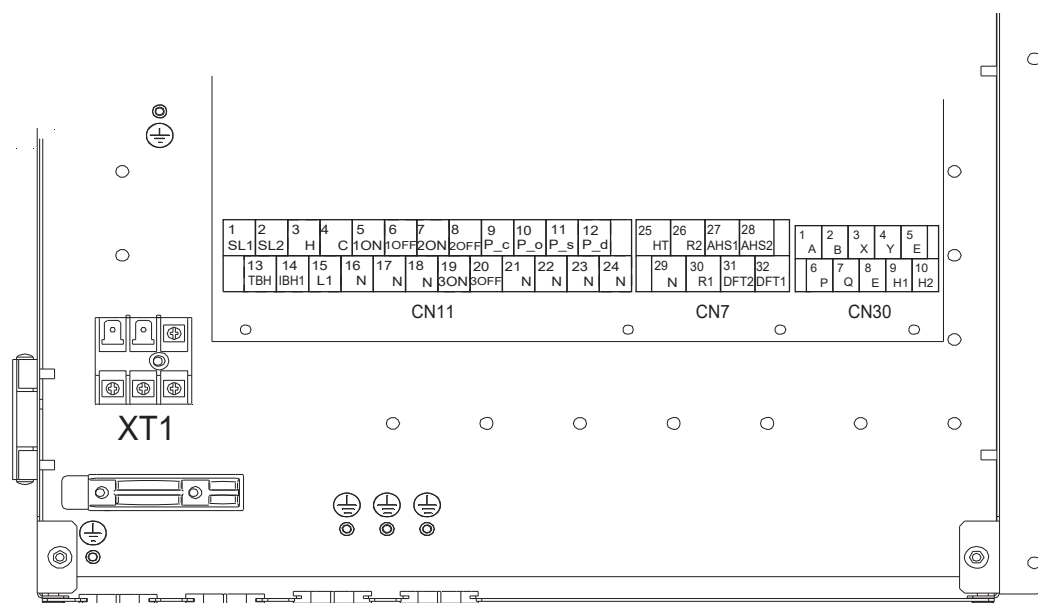 1 2 3 4 5 6 7 8 9 10 11 12
SL1 SL2 H C 1ON 1OFF 2ON 2OFF P_c P_o P_s P_d
13 14 15 16 17 18 19 20 21 22 23 24
TBH IBH1 L1 N N N 3ON 3OFF N N N N
CN11
25 26 27 28
HT R2 AHS1 AHS2
29 30 31 32
N R1 DFT2 DFT1
CN7
1 2 3 4 5
A B X Y E
6 7 8 9 10
P Q E H1 H2
CN30
XT1